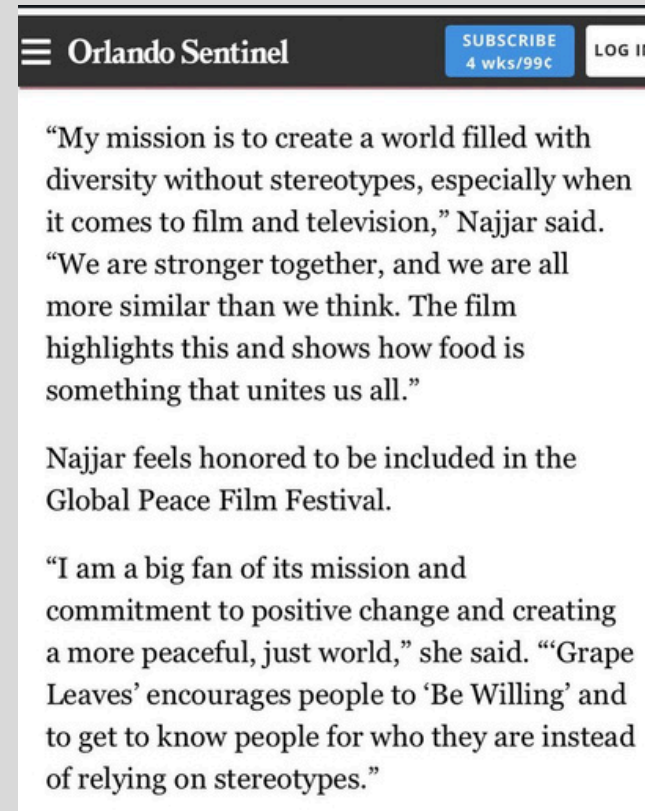 Orlando Sentinel
SUBSCRIBE
4 wks/99¢
LOG
“My mission is to create a world filled with
diversity without stereotypes, especially when
it comes to film and television,” Najjar said.
“We are stronger together, and we are all
more similar than we think. The film
highlights this and shows how food is
something that unites us all.”
Najjar feels honored to be included in the
Global Peace Film Festival.
“I am a big fan of its mission and
commitment to positive change and creating
a more peaceful, just world,” she said. “‘Grape
Leaves’ encourages people to ‘Be Willing’ and
to get to know people for who they are instead
of relying on stereotypes.”